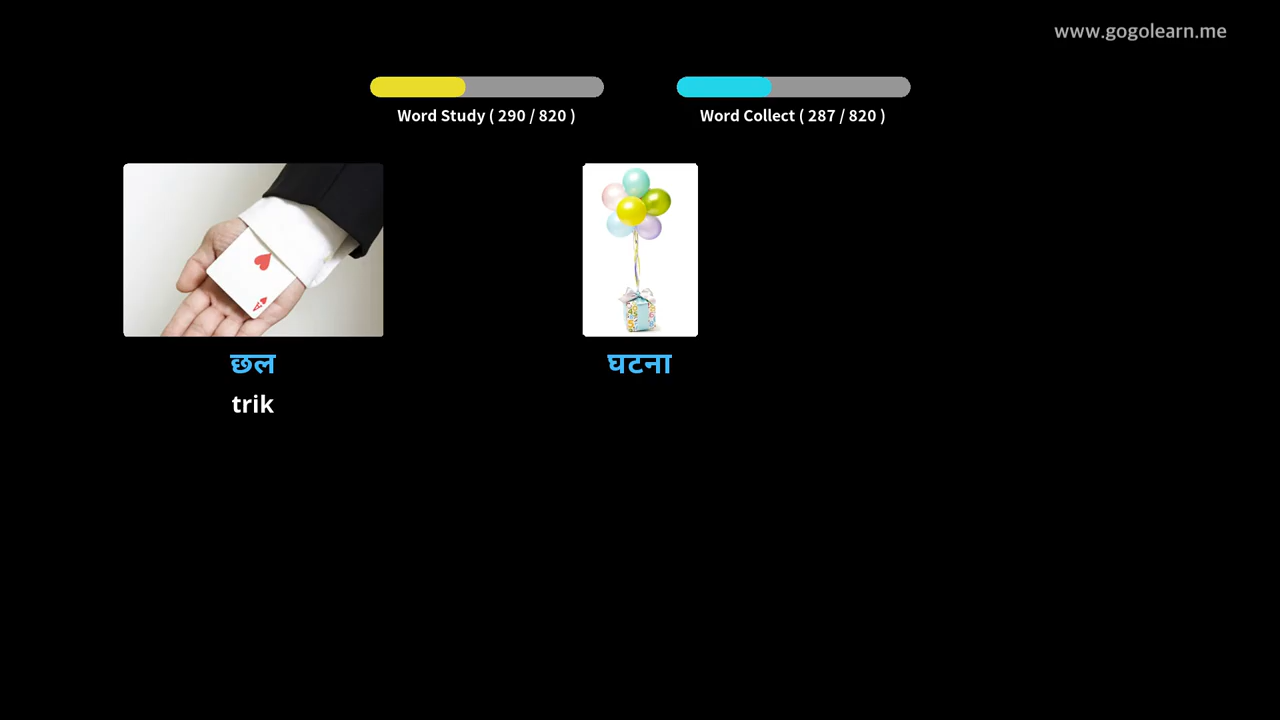 www.gogolearn.me
Word Study ( 290 / 820 )
Word Collect ( 287 / 820 )
छल
घटना
trik